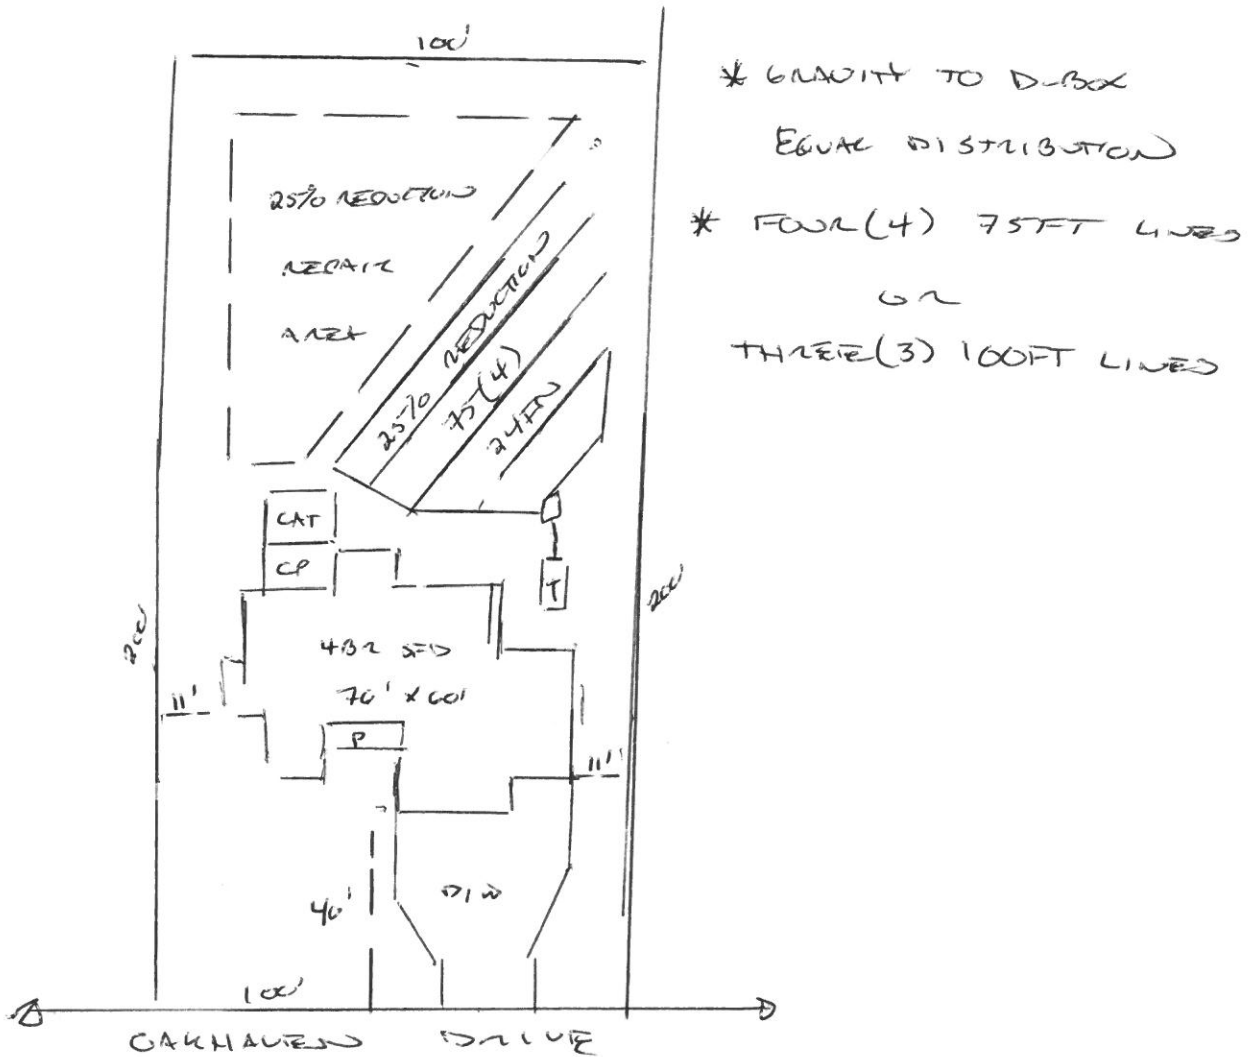 100'
* GRAVITY TO D-BOX
EQUAL DISTRIBUTION
* FOUR(4) 75FT LINES
OR
THREE(3) 100FT LINES
25% REDUCTION
REPAIR
AREA
25% REDUCTION
75(4)
24IN
CAT
CP
T
200'
200'
4BR SFD
76' x 60'
11'
P
11'
40'
D/W
100'
OAKHAVEN DRIVE